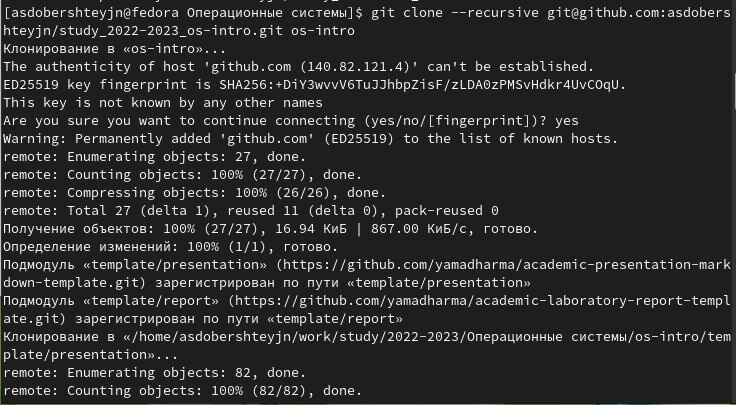 [asdobershteyjn@fedora Операционные системы]$ git clone --recursive git@github.com:asdobers
hteyjn/study_2022-2023_os-intro.git os-intro
Клонирование в «os-intro»...
The authenticity of host 'github.com (140.82.121.4)' can't be established.
ED25519 key fingerprint is SHA256:+DiY3wvvV6TuJJhbpZisF/zLDA0zPMSvHdkr4UvCOqU.
This key is not known by any other names
Are you sure you want to continue connecting (yes/no/[fingerprint])? yes
Warning: Permanently added 'github.com' (ED25519) to the list of known hosts.
remote: Enumerating objects: 27, done.
remote: Counting objects: 100% (27/27), done.
remote: Compressing objects: 100% (26/26), done.
remote: Total 27 (delta 1), reused 11 (delta 0), pack-reused 0
Получение объектов: 100% (27/27), 16.94 КиБ | 867.00 КиБ/с, готово.
Определение изменений: 100% (1/1), готово.
Подмодуль «template/presentation» (https://github.com/yamadharma/academic-presentation-mark
down-template.git) зарегистрирован по пути «template/presentation»
Подмодуль «template/report» (https://github.com/yamadharma/academic-laboratory-report-templ
ate.git) зарегистрирован по пути «template/report»
Клонирование в «/home/asdobershteyjn/work/study/2022-2023/Операционные системы/os-intro/tem
plate/presentation»...
remote: Enumerating objects: 82, done.
remote: Counting objects: 100% (82/82), done.